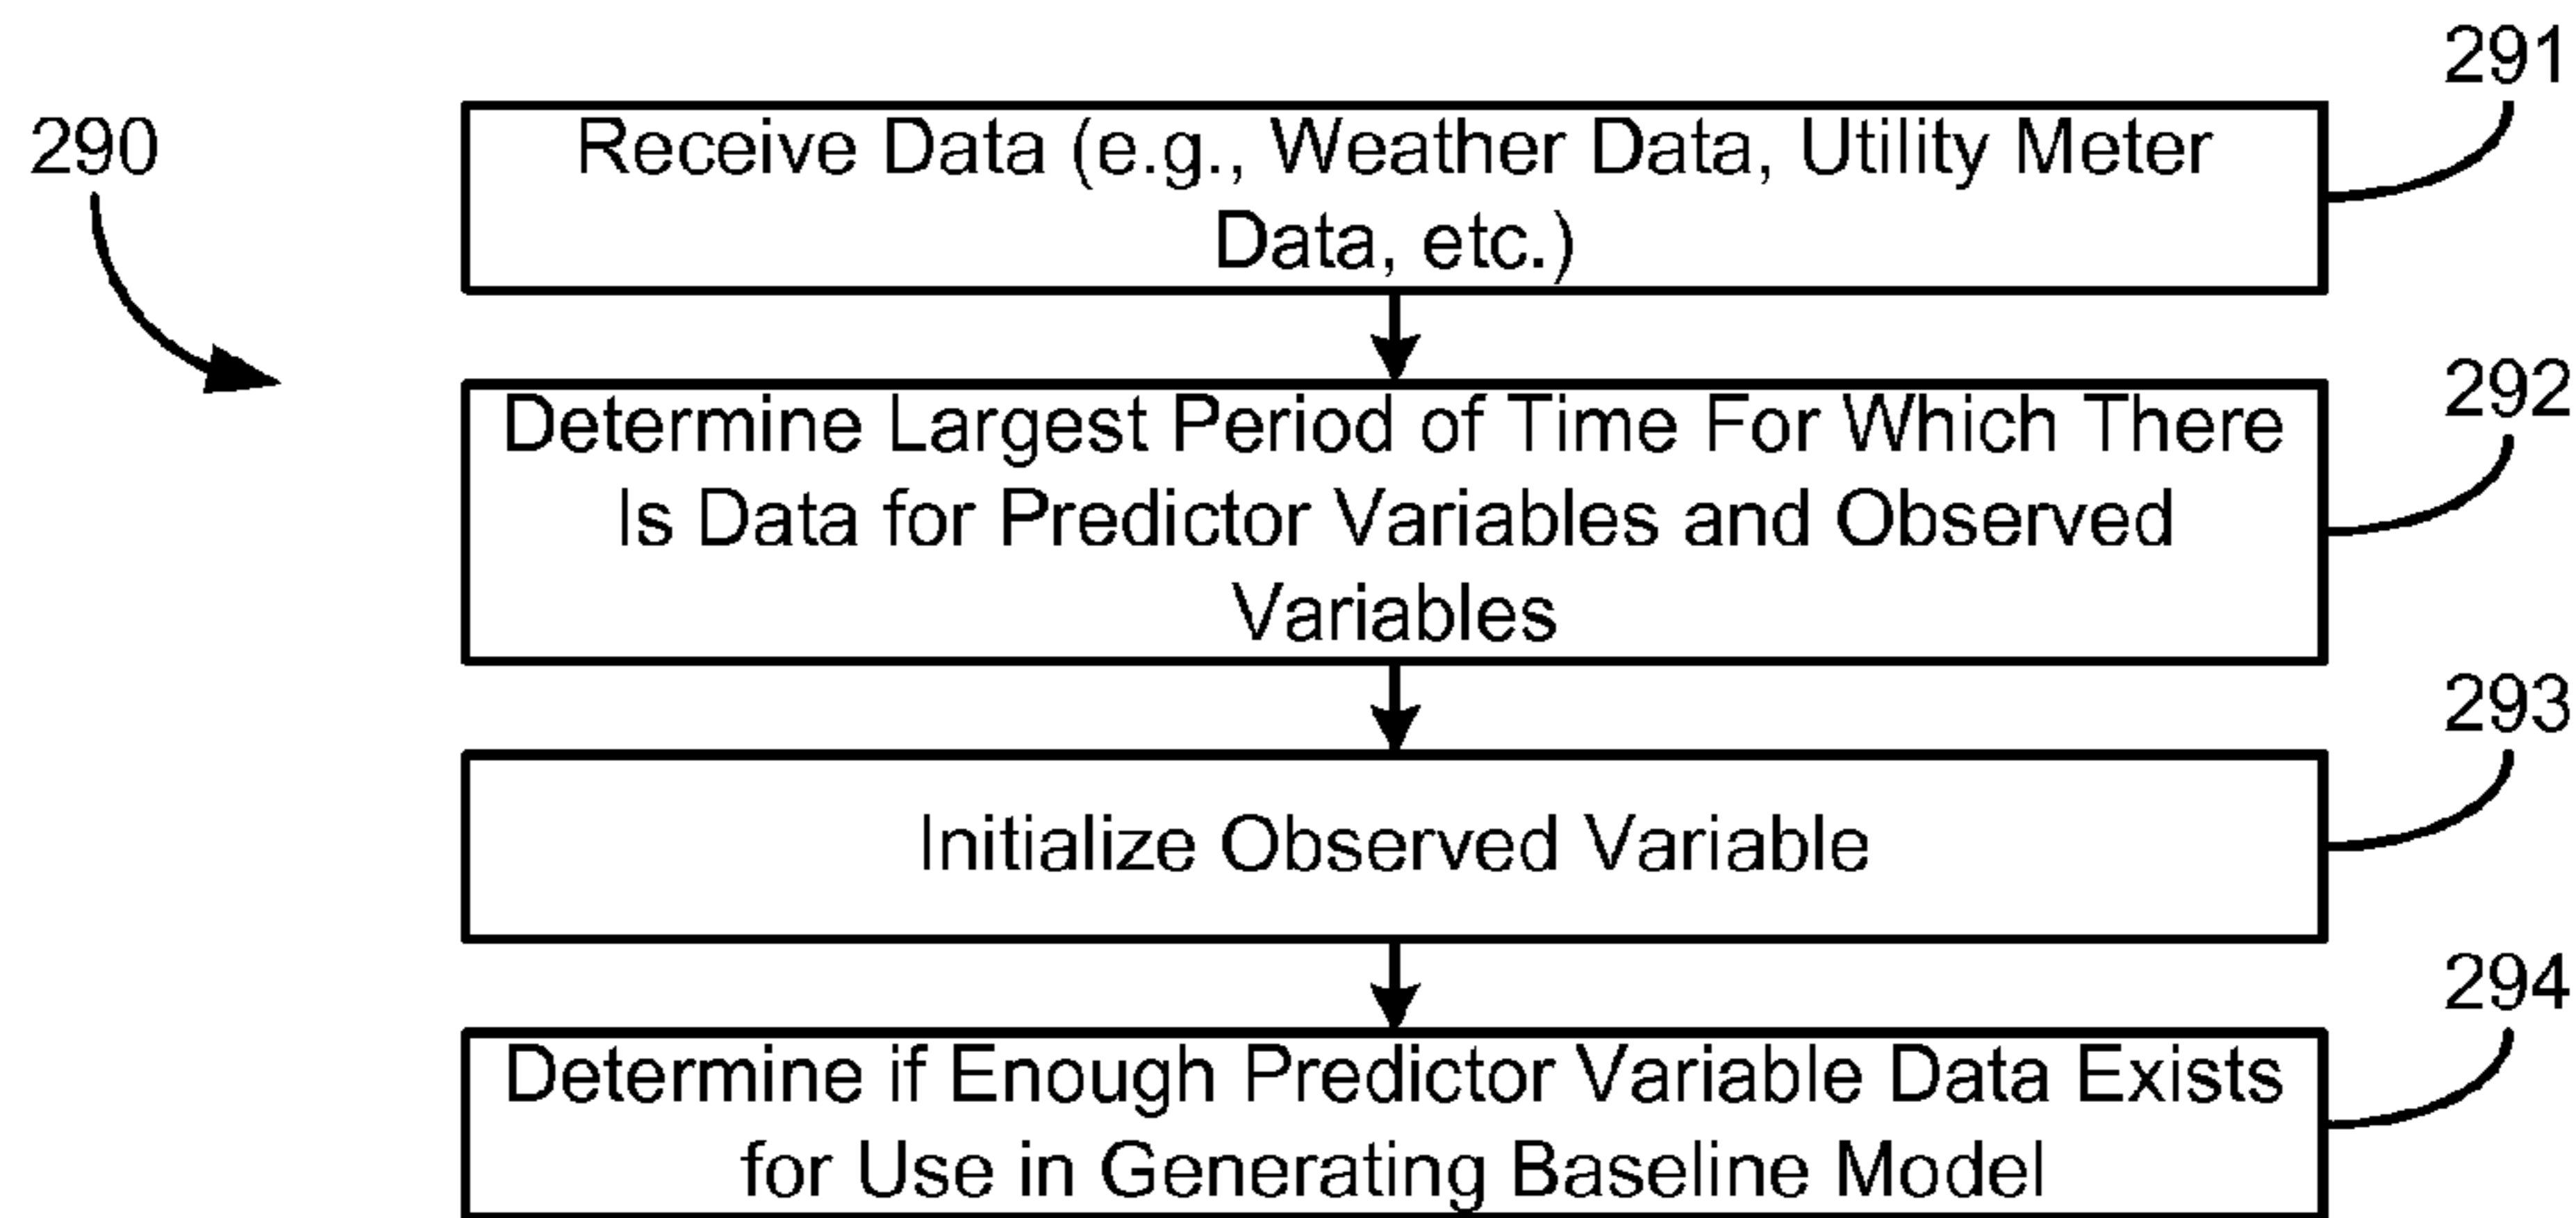 291
290
Receive Data (e.g., Weather Data, Utility Meter
Data, etc.)
292
Determine Largest Period of Time For Which There
Is Data for Predictor Variables and Observed
Variables
293
Initialize Observed Variable
294
Determine if Enough Predictor Variable Data Exists
for Use in Generating Baseline Model